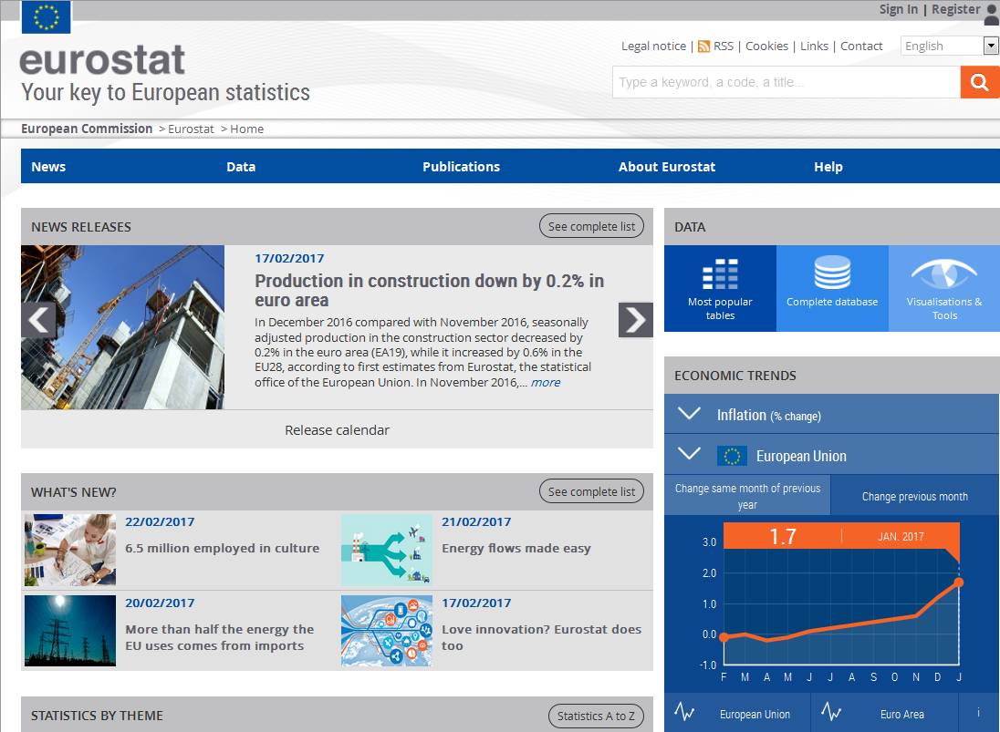 Sign In | Register
eurostat
Your key to European statistics
Legal notice | RSS | Cookies | Links | Contact
English
Type a keyword, a code, a title...
European Commission > Eurostat > Home
News Data Publications About Eurostat Help
NEWS RELEASES
See complete list
17/02/2017
Production in construction down by 0.2% in
euro area
In December 2016 compared with November 2016, seasonally
adjusted production in the construction sector decreased by
0.2% in the euro area (EA19), while it increased by 0.6% in the
EU28, according to first estimates from Eurostat, the statistical
office of the European Union. In November 2016,... more
Release calendar
WHAT'S NEW?
See complete list
22/02/2017
6.5 million employed in culture
21/02/2017
Energy flows made easy
20/02/2017
More than half the energy the
EU uses comes from imports
17/02/2017
Love innovation? Eurostat does
too
STATISTICS BY THEME
Statistics A to Z
DATA
Most popular
tables
Complete database
Visualisations &
Tools
ECONOMIC TRENDS
Inflation (% change)
European Union
Change same month of previous
year
Change previous month
1.7
JAN. 2017
3.0
2.0
1.0
0.0
-1.0
F M A M J J A S O N D J
European Union
Euro Area
i